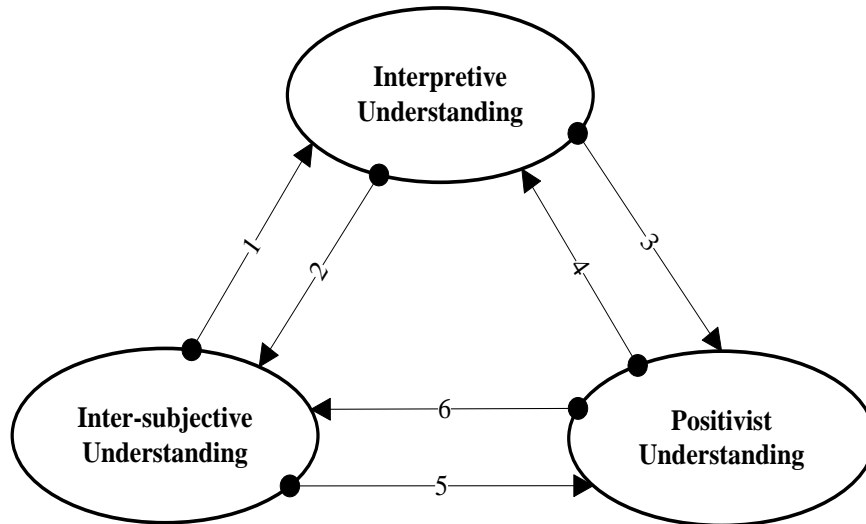 Interpretive
Understanding
1
2
3
4
Inter-subjective
Understanding
6
5
Positivist
Understanding